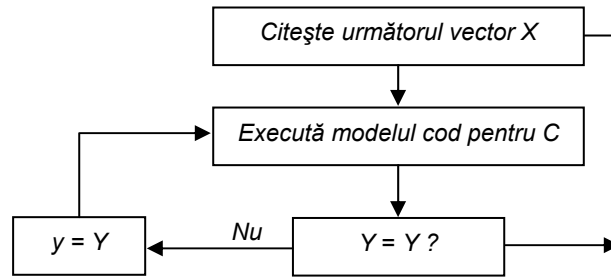 Citeşte următorul vector X
Execută modelul cod pentru C
Nu
y = Y
Y = Y ?